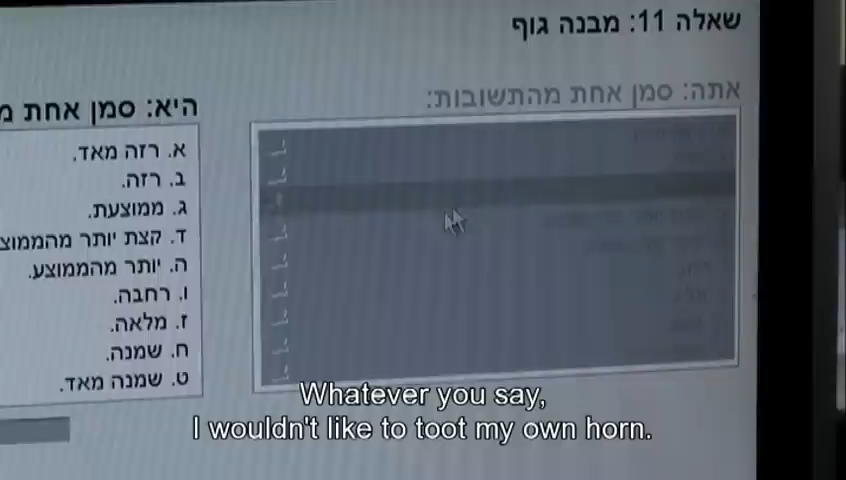 שאלה 11: מבנה גוף
אתה: סמן אחת מהתשובות:
היא: סמן אחת
א. רזה מאד.
ב. רזה.
ג. ממוצעת.
ד. קצת יותר
ה. יותר מהממוצע.
ו. רחבה.
ז. מלאה.
ח. שמנה.
ט. שמנה מאד.
Whatever you say,
I wouldn't like to toot my own horn.